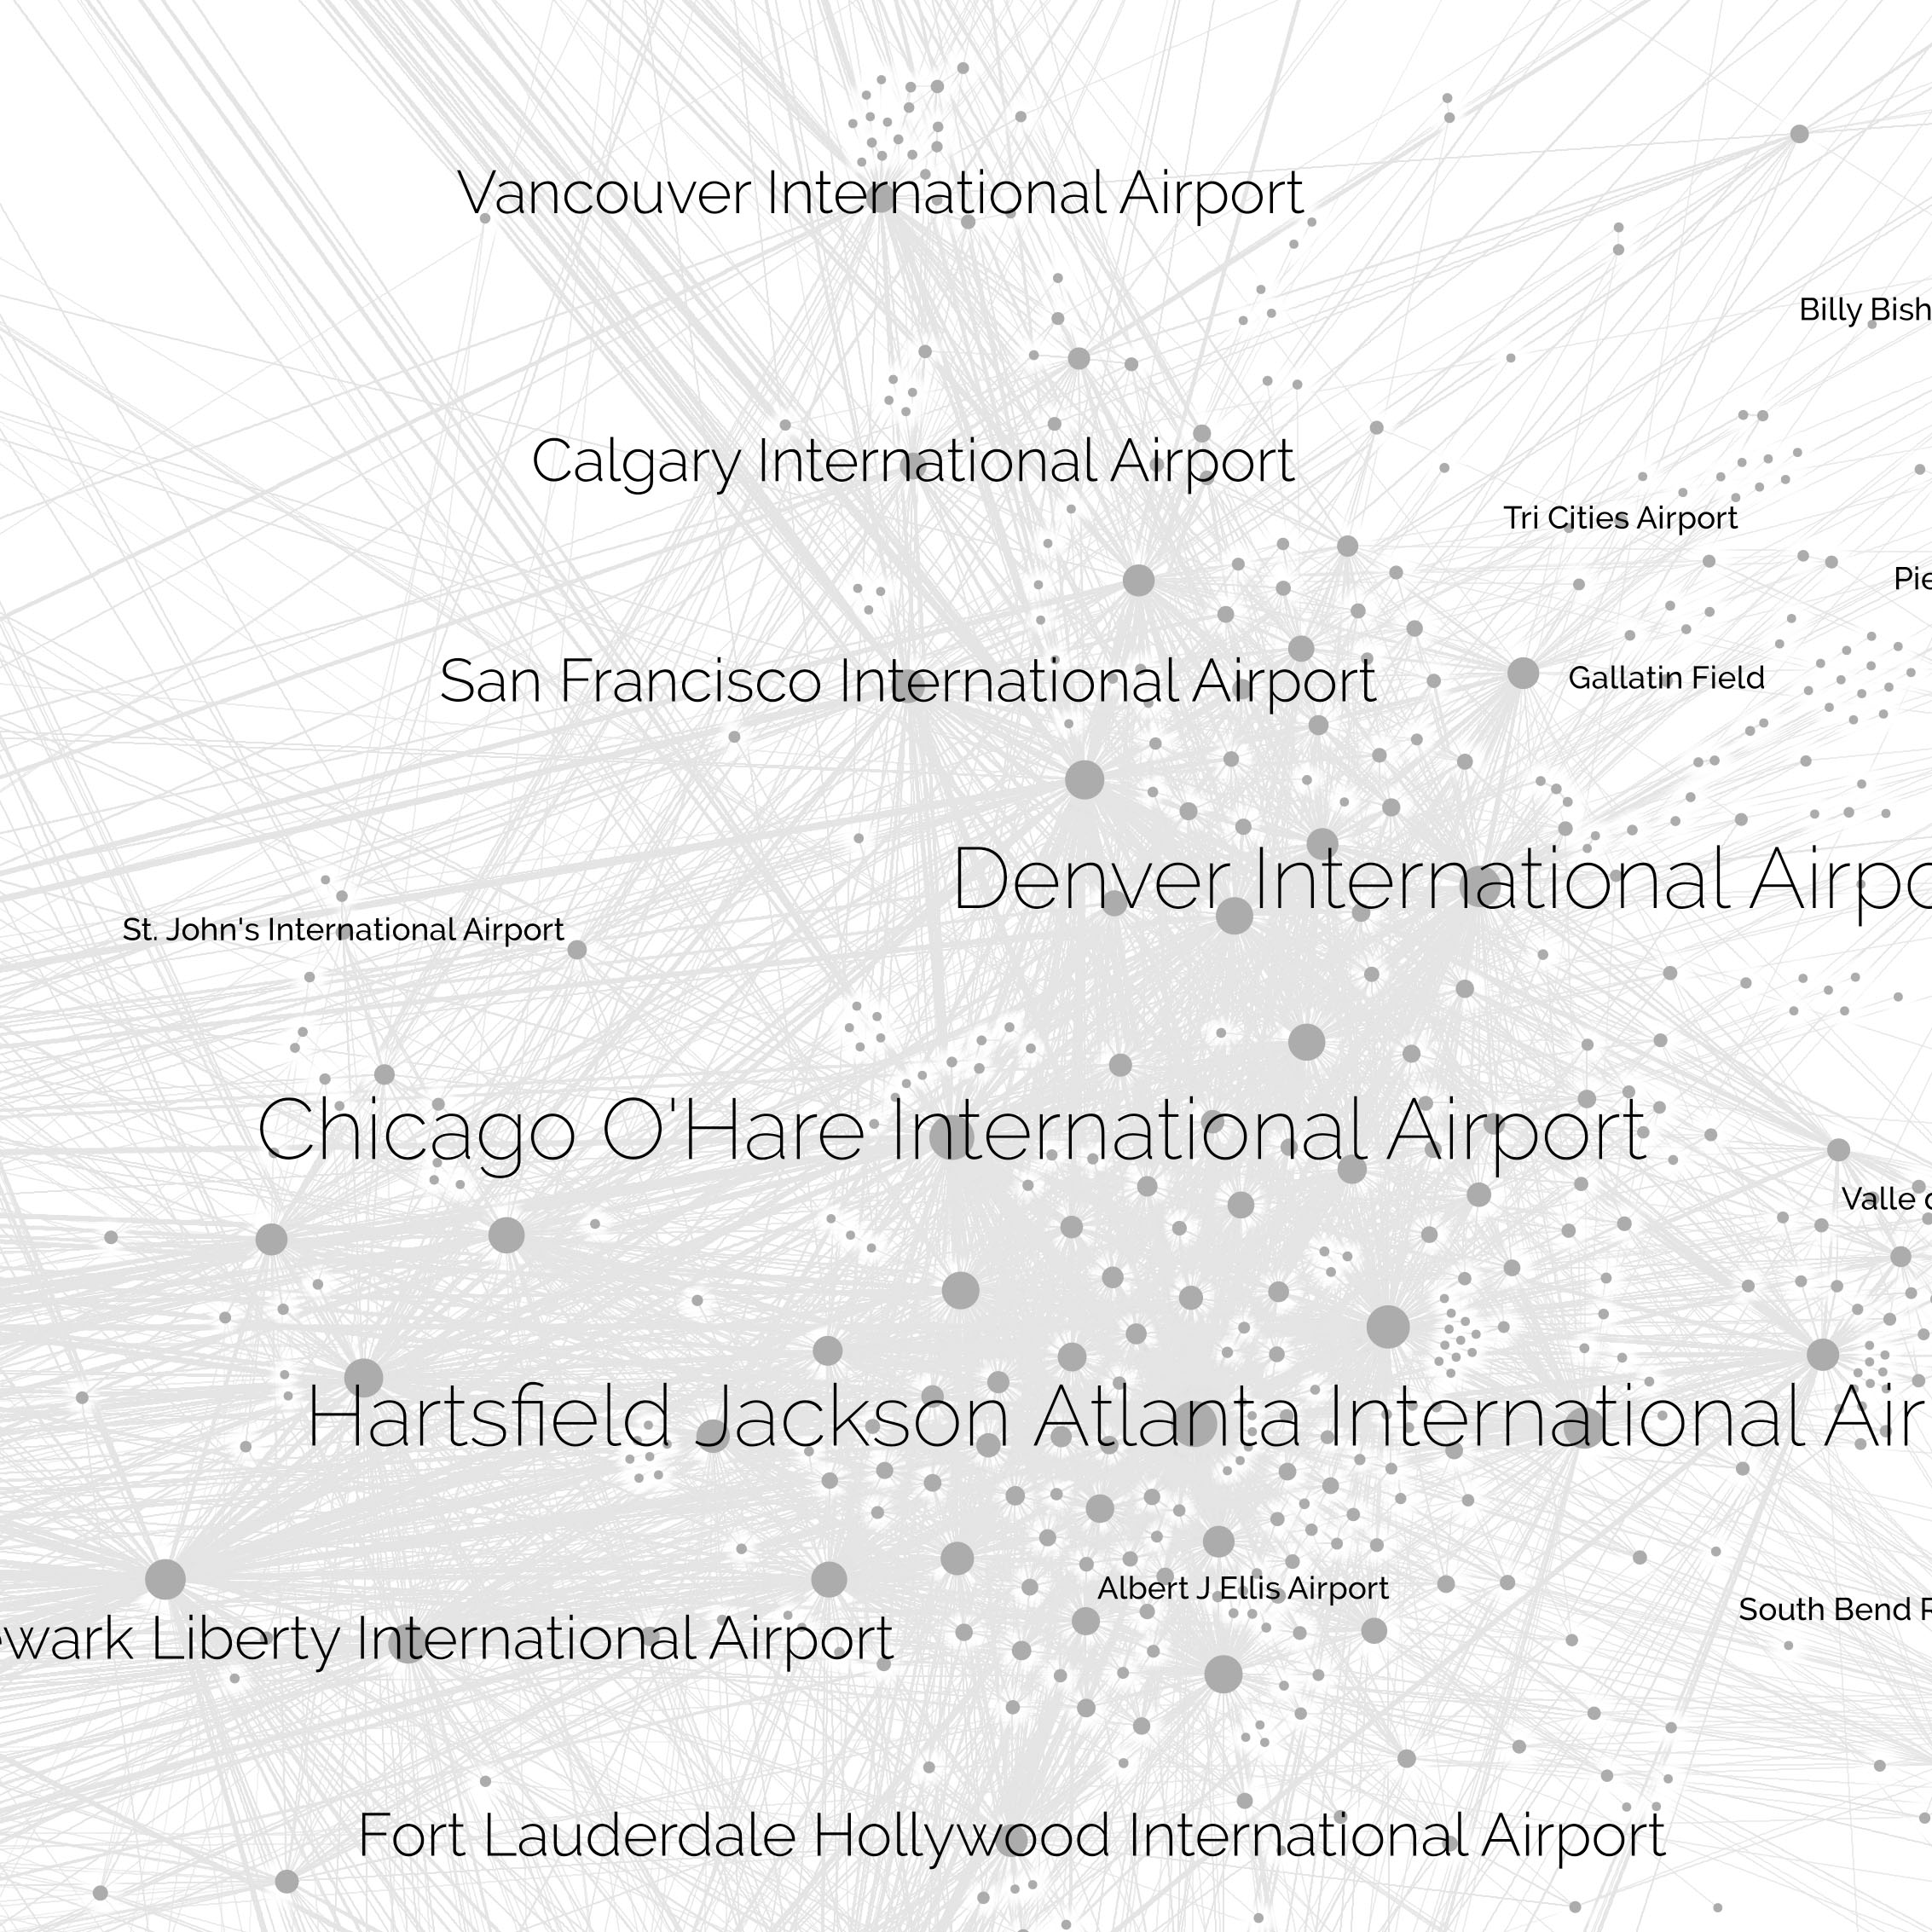 Vancouver International Airport
Billy Bish
Calgary International Airport
Tri Cities Airport
Pie
San Francisco International Airport
Gallatin Field
Denver International Airpo
St. John's International Airport
Chicago O'Hare International Airport
Valle
Hartsfield Jackson Atlanta International Air
Albert J Ellis Airport
South Bend R
wark Liberty International Airport
Fort Lauderdale Hollywood International Airport